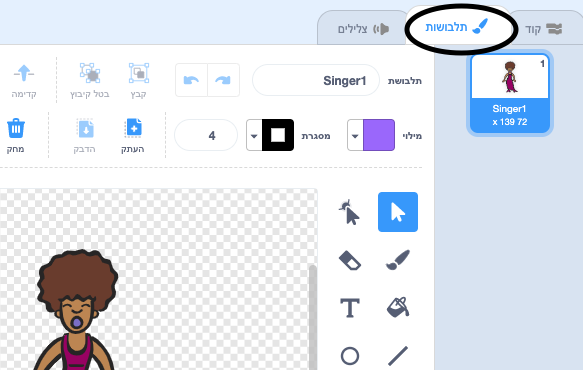 קוד
תלבושות
צלילים
1
Singer1
72 x 139
תלבושת
Singer1
קבץ
בטל קיבוץ
קדימה
מילוי
מסגרת
4
העתק
הדבק
מחק
T